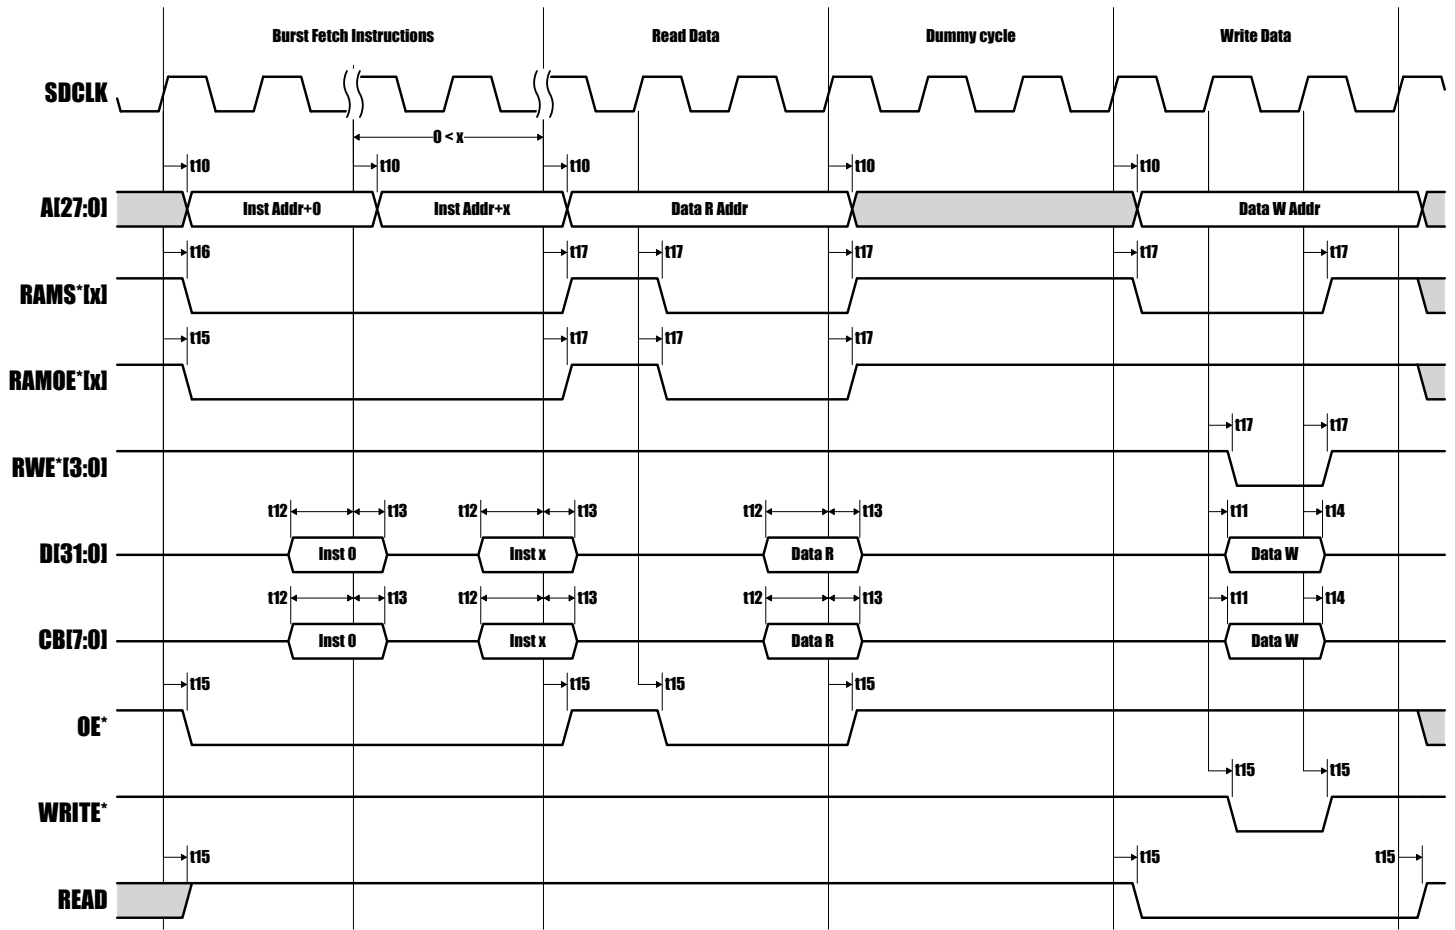 Burst Fetch Instructions Read Data Dummy cycle Write Data
SDCLK
0 < x
t10 t10 t10 t10 t10
A[27:0] Inst Addr+0 Inst Addr+x Data R Addr Data W Addr
t16 t17 t17 t17 t17 t17
RAMS*[x]
t15 t17 t17 t17
RAMOE*[x]
t17 t17
RWE*[3:0]
t12 t13 t12 t13 t12 t13 t11 t14
D[31:0] Inst 0 Inst x Data R Data W
t12 t13 t12 t13 t12 t13 t11 t14
CB[7:0] Inst 0 Inst x Data R Data W
t15 t15 t15 t15
OE*
t15 t15
WRITE*
t15 t15 t15
READ